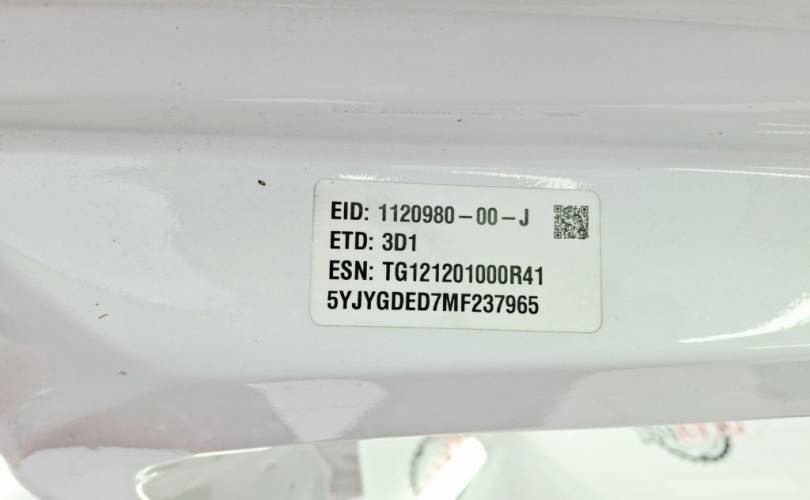 EID: 1120980-00-J
ETD: 3D1
ESN: TG121201000R41
5YJYGDED7MF237965